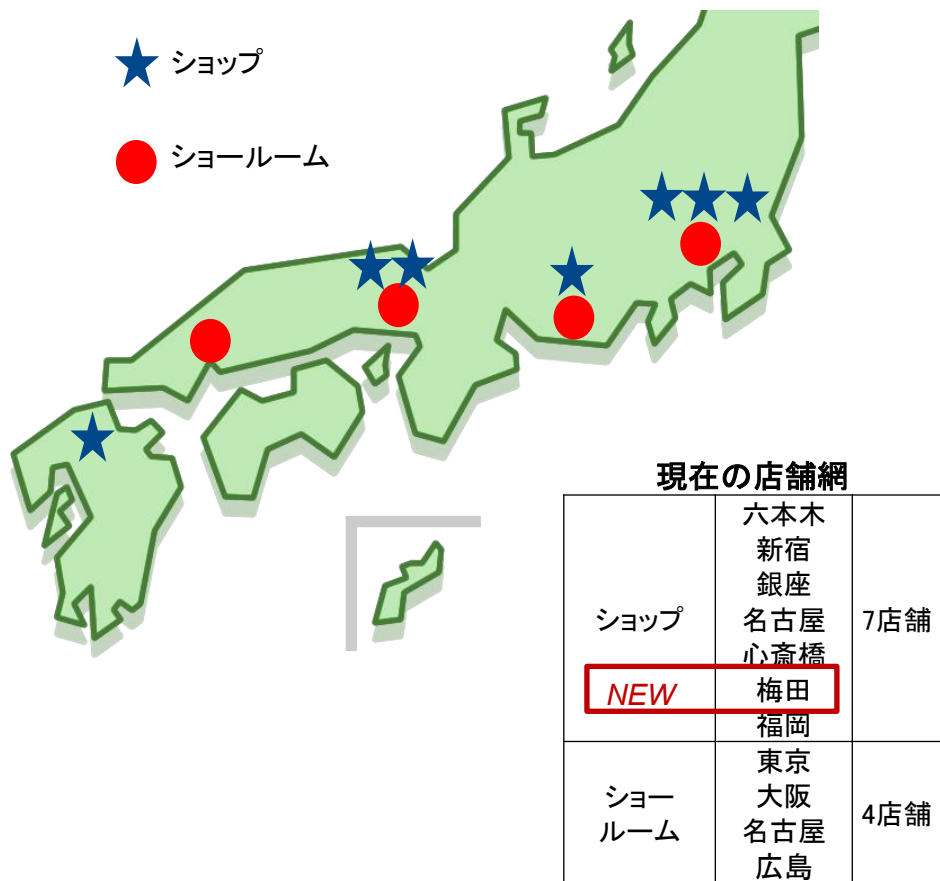 ショップ
ショールーム
現在の店舗網
六本木
新宿
銀座
ショップ
名古屋
7店舗
心斎橋
NEW
梅田
福岡
東京
ショー
ルーム
大阪
名古屋
4店舗
広島